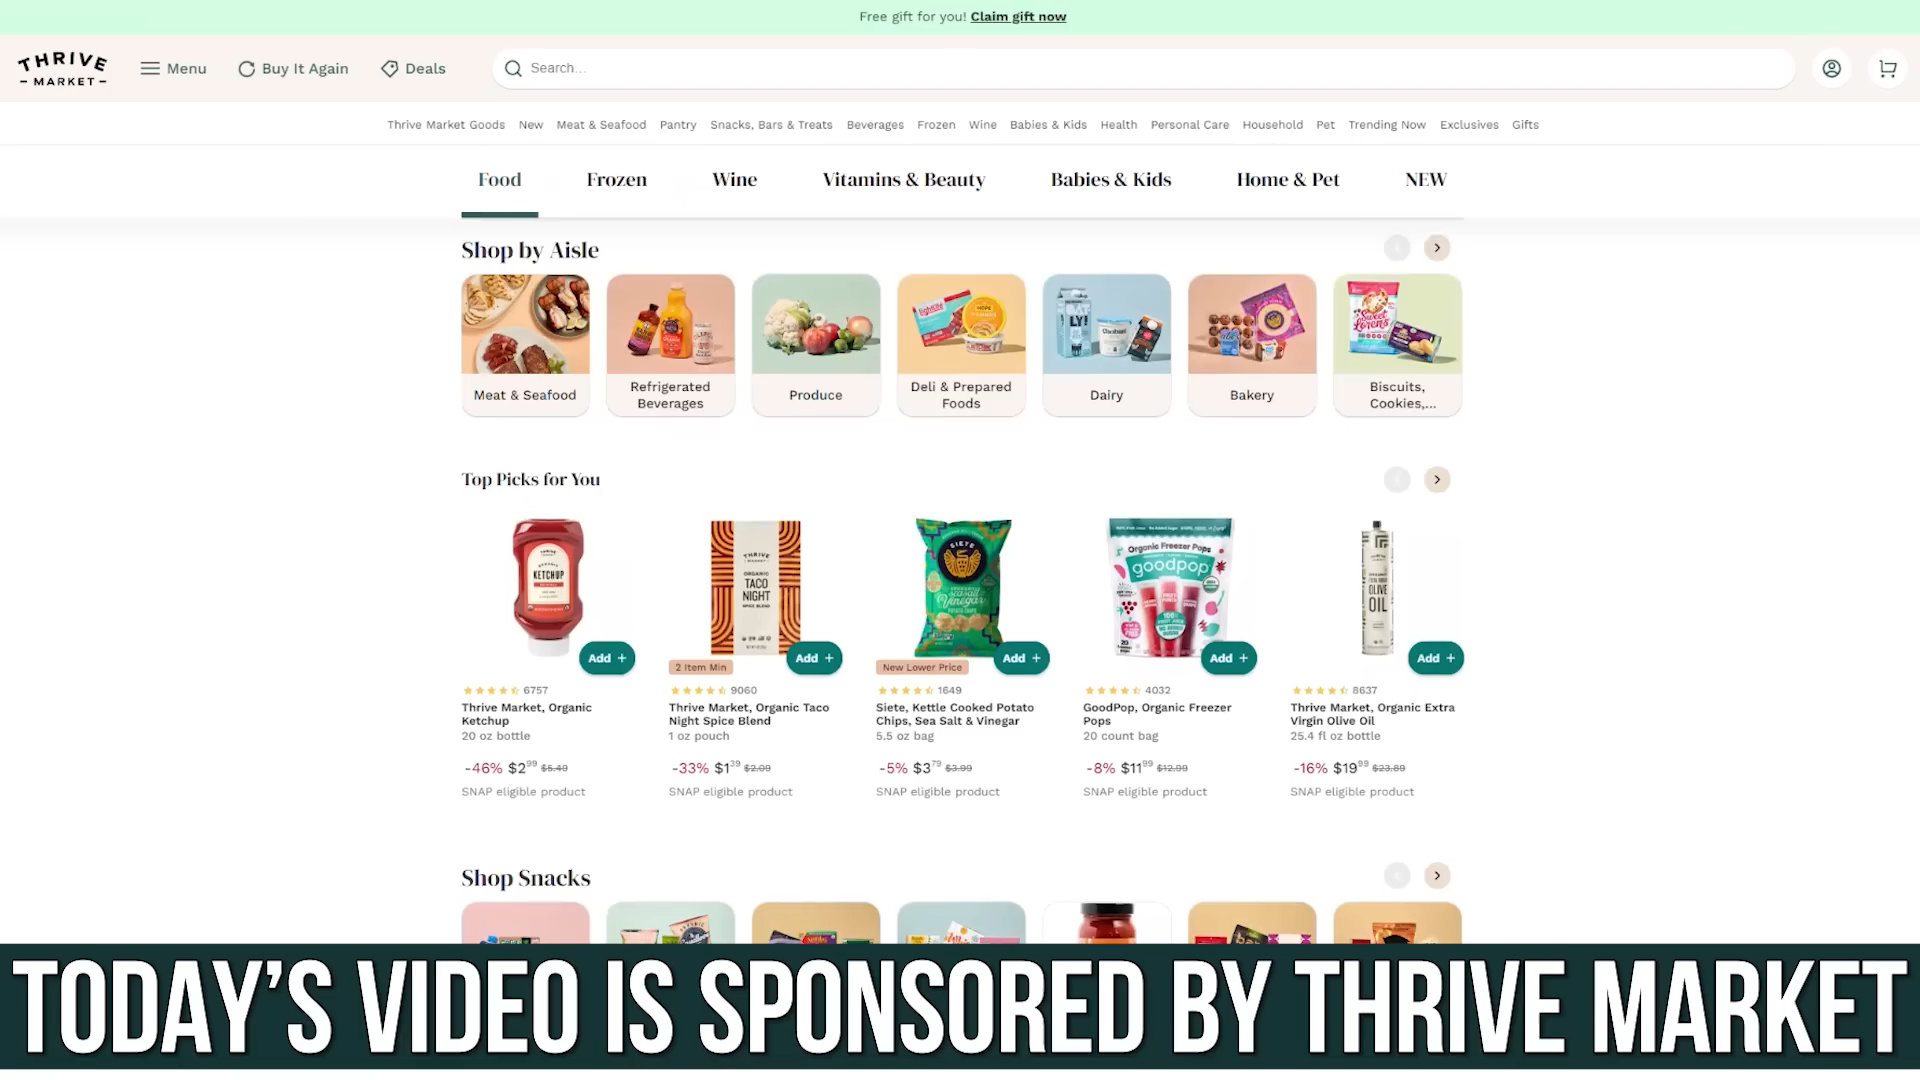 Free gift for you! Claim gift now
THRIVE
MARKET
Menu
Buy It Again
Deals
Search...
Thrive Market Goods New Meat & Seafood Pantry Snacks, Bars & Treats Beverages Frozen Wine Babies & Kids Health Personal Care Household Pet Trending Now Exclusives Gifts
Food Frozen Wine Vitamins & Beauty Babies & Kids Home & Pet NEW
Shop by Aisle
Meat & Seafood
Refrigerated
Beverages
Produce
Deli & Prepared
Foods
Dairy
Bakery
Biscuits,
Cookies,...
Top Picks for You
KETCHUP
Add +
6757
Thrive Market, Organic
Ketchup
20 oz bottle
-46% $2.99 $5.49
SNAP eligible product
THRIVE
ORGANIC
TACO
NIGHT
SPICE BLEND
2 Item Min
Add +
9060
Thrive Market, Organic Taco
Night Spice Blend
1 oz pouch
-33% $1.39 $2.09
SNAP eligible product
SIETE
Vinegar
New Lower Price
Add +
1649
Siete, Kettle Cooked Potato
Chips, Sea Salt & Vinegar
5.5 oz bag
-5% $3.79 $3.99
SNAP eligible product
Organic Freezer Pops
goodpop
Add +
4032
GoodPop, Organic Freezer
Pops
20 count bag
-8% $11.99 $12.99
SNAP eligible product
OLIVE
OIL
Add +
8637
Thrive Market, Organic Extra
Virgin Olive Oil
25.4 fl oz bottle
-16% $19.99 $23.89
SNAP eligible product
Shop Snacks
TODAY'S VIDEO IS SPONSORED BY THRIVE MARKET